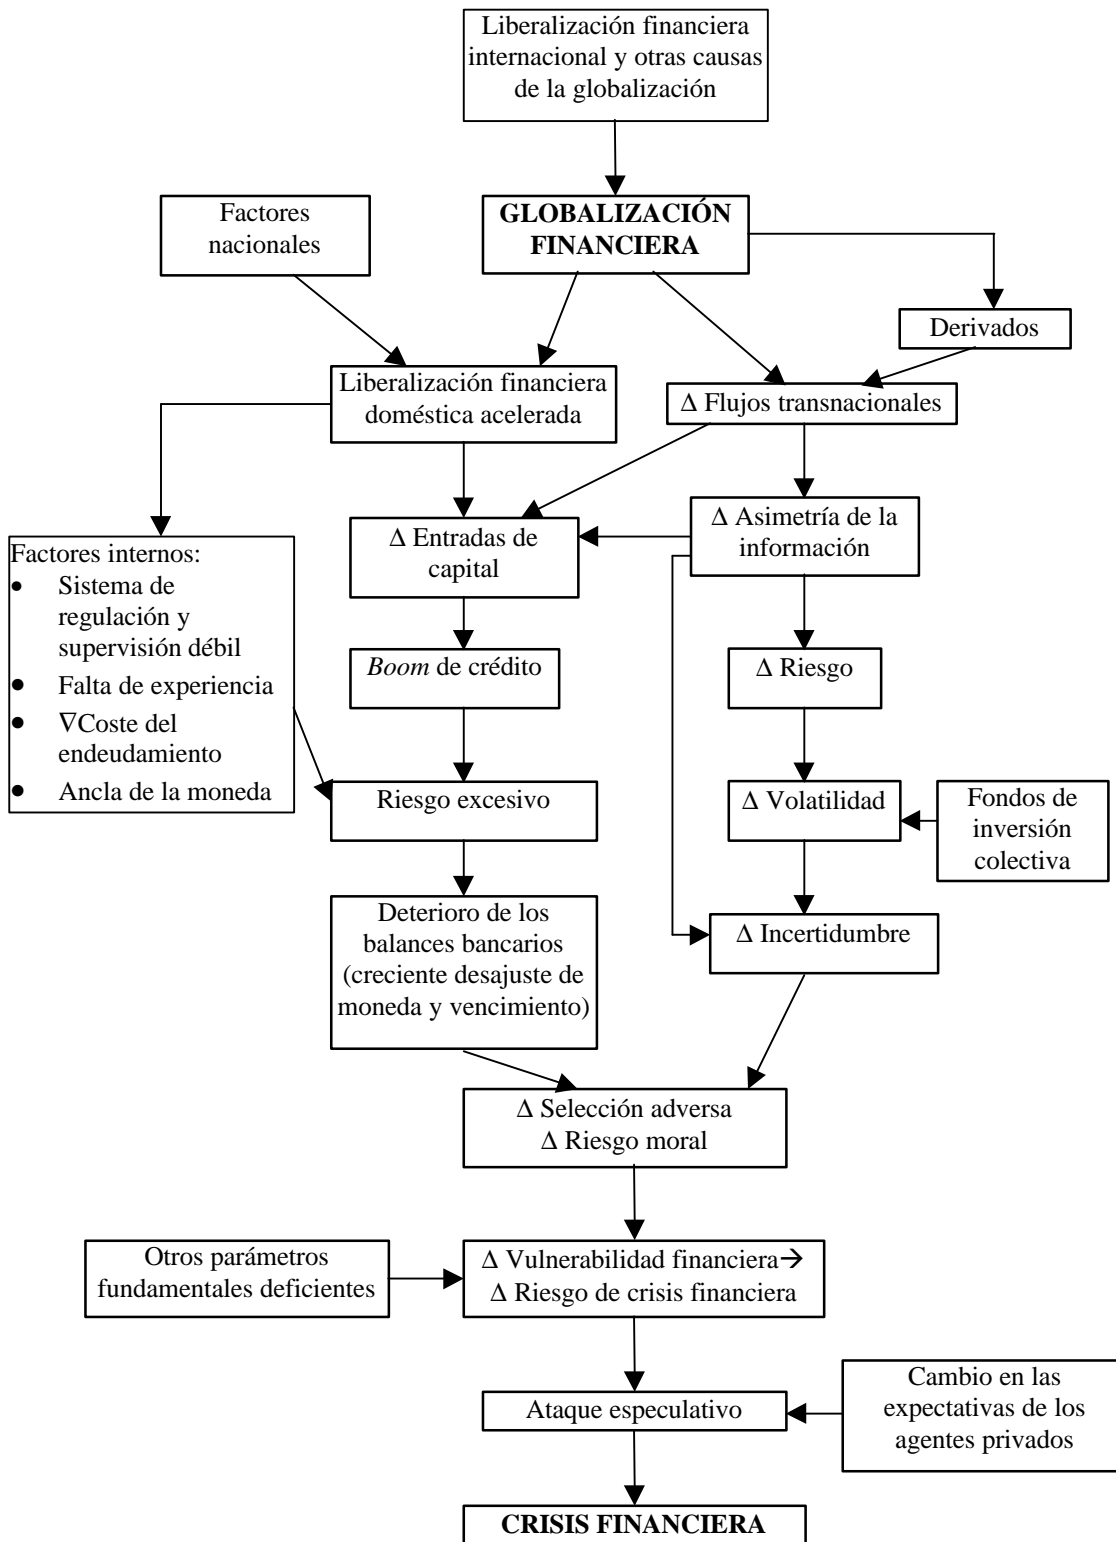 Liberalización financiera
internacional y otras causas
de la globalización
Factores
nacionales
GLOBALIZACIÓN
FINANCIERA
Derivados
Liberalización financiera
doméstica acelerada
Δ Flujos transnacionales
Δ Entradas de
capital
Δ Asimetría de la
información
Factores internos:
• Sistema de
regulación y
supervisión débil
• Falta de experiencia
• ∇Coste del
endeudamiento
• Ancla de la moneda
Boom de crédito
Δ Riesgo
Riesgo excesivo
Δ Volatilidad
Fondos de
inversión
colectiva
Deterioro de los
balances bancarios
(creciente desajuste de
moneda y vencimiento)
Δ Incertidumbre
Δ Selección adversa
Δ Riesgo moral
Otros parámetros
fundamentales deficientes
Δ Vulnerabilidad financiera→
Δ Riesgo de crisis financiera
Ataque especulativo
Cambio en las
expectativas de los
agentes privados
CRISIS FINANCIERA